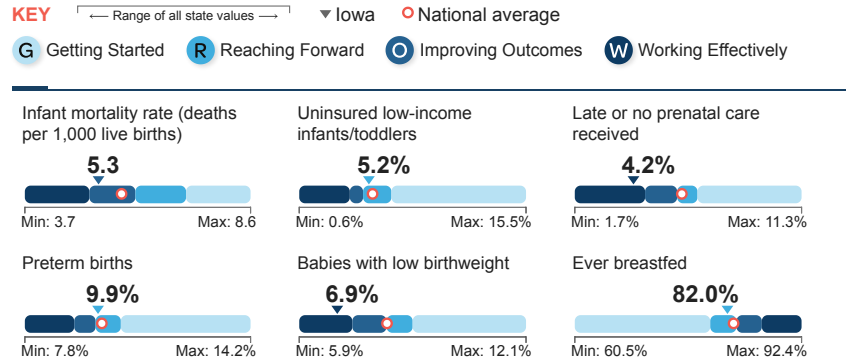 KEY Range of all state values Iowa National average
G Getting Started R Reaching Forward O Improving Outcomes W Working Effectively
Infant mortality rate (deaths
per 1,000 live births)
5.3
Min: 3.7 Max: 8.6
Uninsured low-income
infants/toddlers
5.2%
Min: 0.6% Max: 15.5%
Late or no prenatal care
received
4.2%
Min: 1.7% Max: 11.3%
Preterm births
9.9%
Min: 7.8% Max: 14.2%
Babies with low birthweight
6.9%
Min: 5.9% Max: 12.1%
Ever breastfed
82.0%
Min: 60.5% Max: 92.4%